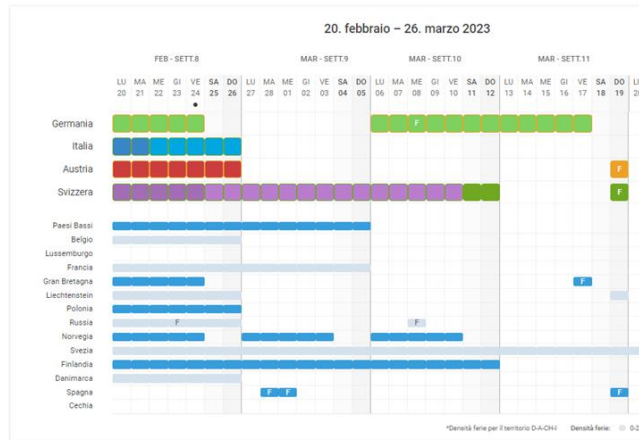 20. febbraio – 26. marzo 2023
FEB - SETT.8 MAR - SETT.9 MAR - SETT.10 MAR - SETT.11
LU MA ME GI VE SA DO LU MA ME GI VE SA DO LU MA ME GI VE SA DO LU MA ME GI VE SA DO LU
20 21 22 23 24 25 26 27 28 01 02 03 04 05 06 07 08 09 10 11 12 13 14 15 16 17 18 19
Germania F
Italia
Austria F
Svizzera F
Paesi Bassi
Belgio
Lussemburgo
Francia
Gran Bretagna F
Liechtenstein
Polonia
Russia F F
Norvegia
Svezia
Finlandia
Danimarca
Spagna F F F
Cechia
*Densità ferie per il territorio D-A-CH-I Densità ferie: